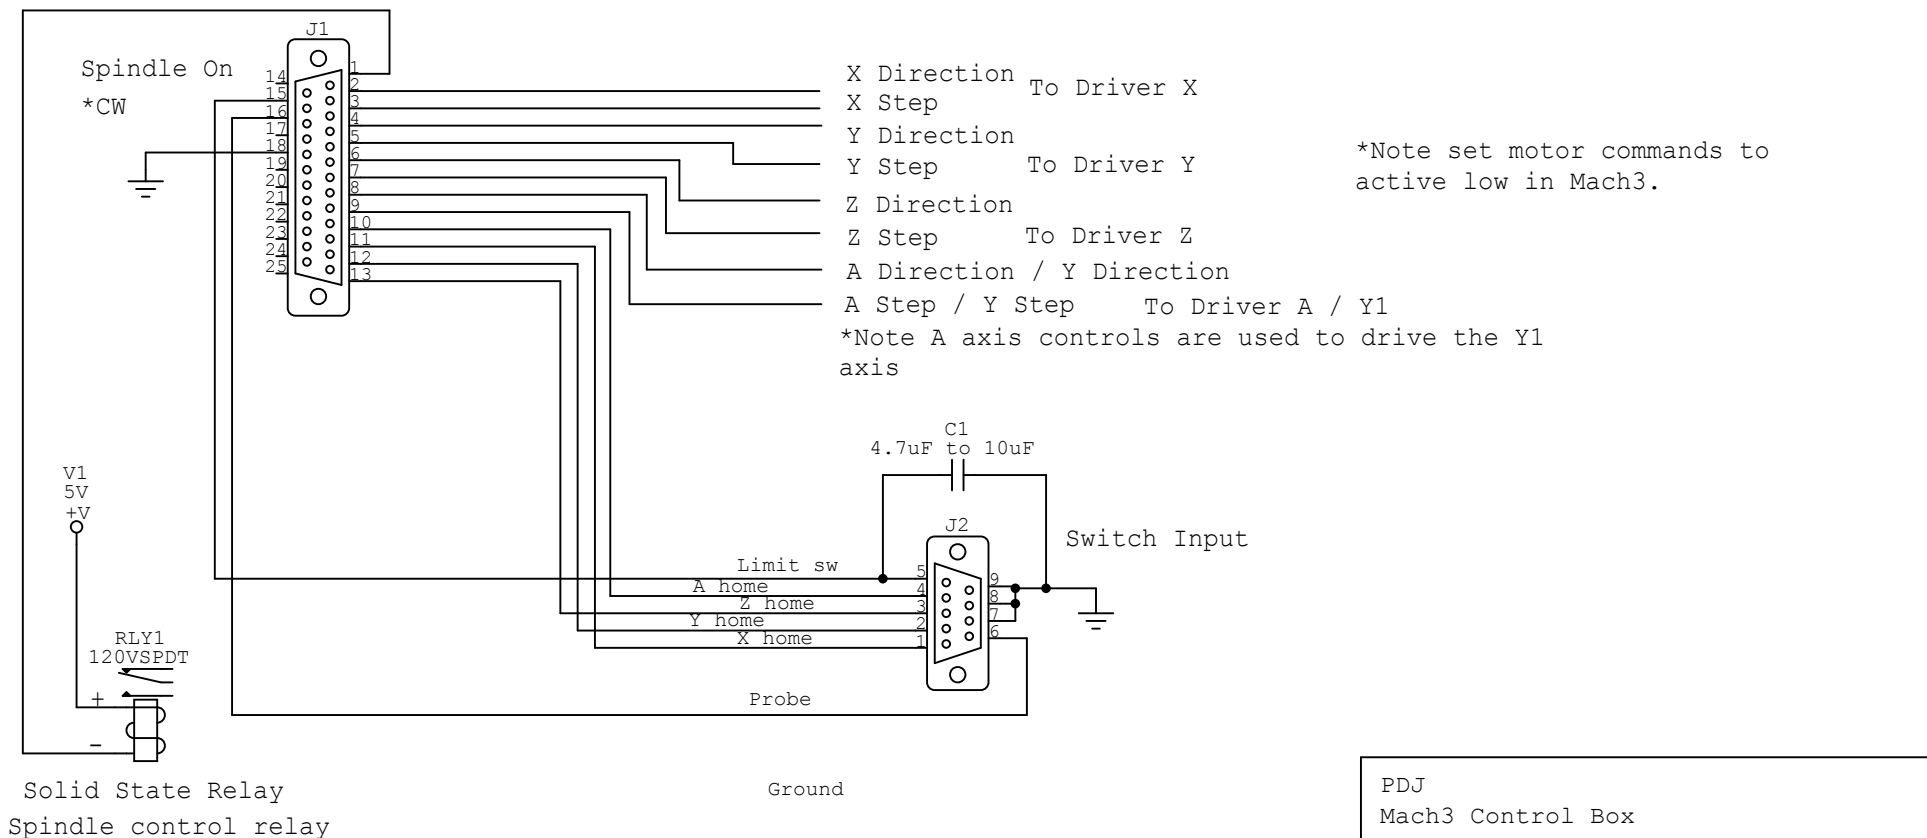 J1
Spindle On
*CW
14
15
16
17
18
19
20
21
22
23
24
25
1
2
3
4
5
6
7
8
9
10
11
12
13
X Direction
To Driver X
X Step
Y Direction
Y Step
To Driver Y
Z Direction
Z Step
To Driver Z
A Direction / Y Direction
A Step / Y Step
To Driver A / Y1
*Note A axis controls are used to drive the Y1
axis
*Note set motor commands to
active low in Mach3.
C1
4.7uF to 10uF
J2
Switch Input
Limit sw
A home
Z home
Y home
X home
5
4
3
2
1
9
8
7
6
Probe
V1
5V
+V
RLY1
120VSPDT
+
-
Solid State Relay
Spindle control relay
Ground
PDJ
Mach3 Control Box